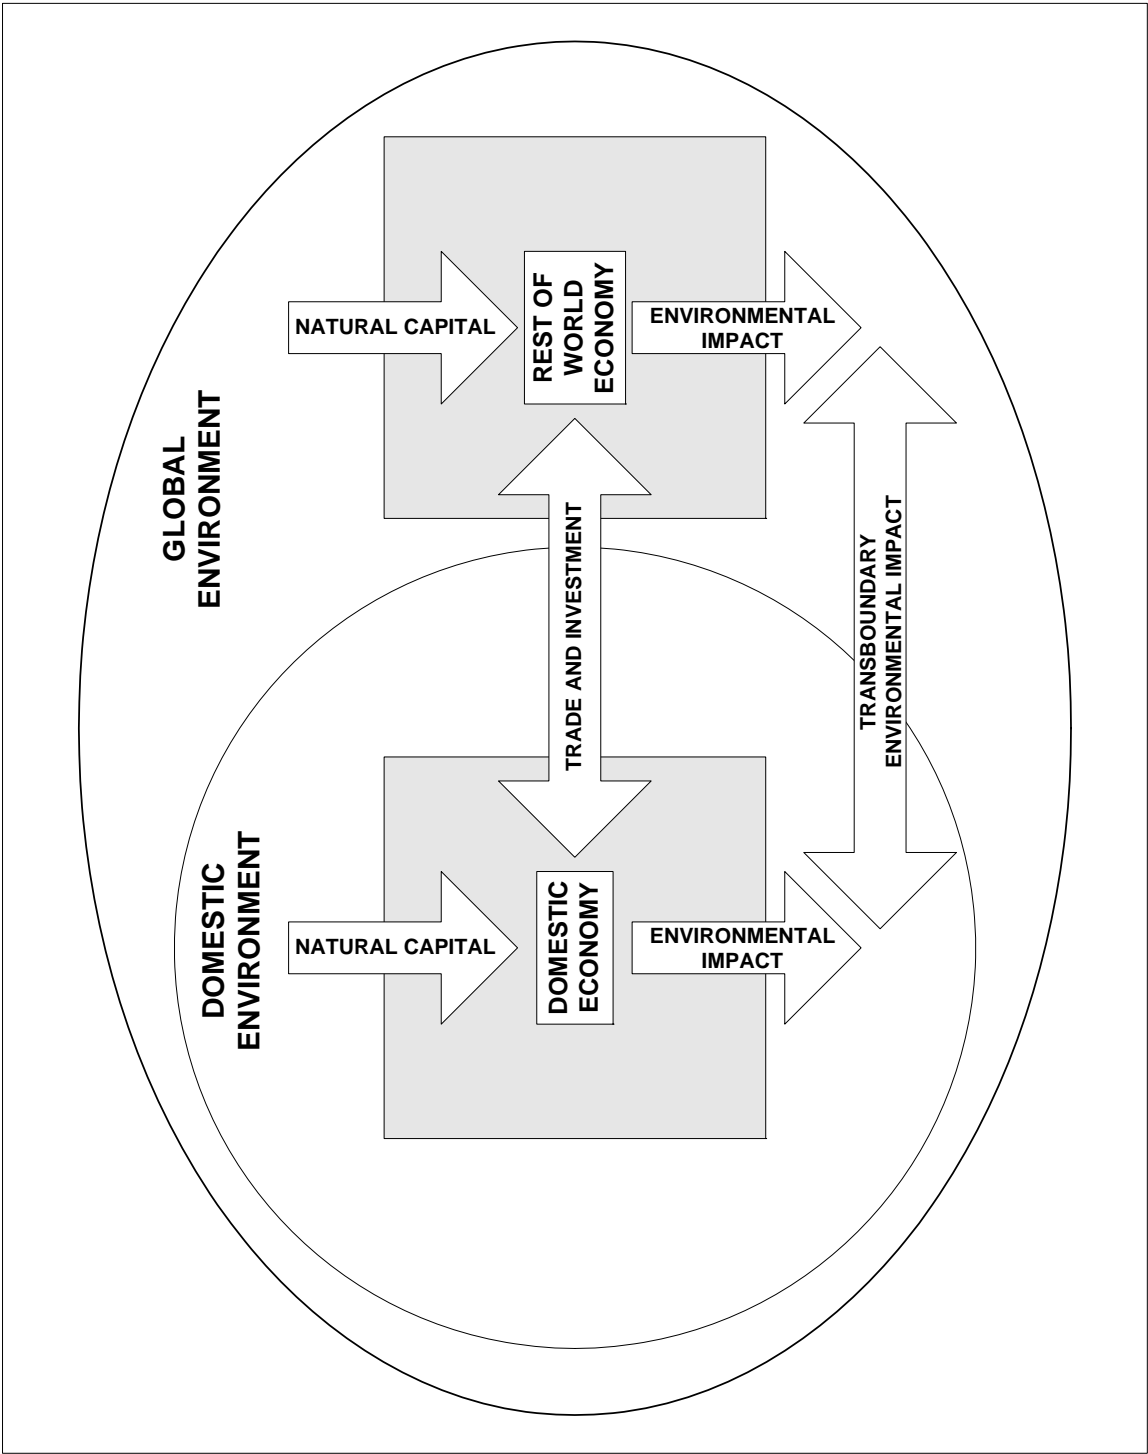 GLOBAL
ENVIRONMENT
NATURAL CAPITAL
REST OF
WORLD
ECONOMY
ENVIRONMENTAL
IMPACT
TRADE AND INVESTMENT
TRANSBOUNDARY
ENVIRONMENTAL IMPACT
DOMESTIC
ENVIRONMENT
NATURAL CAPITAL
DOMESTIC
ECONOMY
ENVIRONMENTAL
IMPACT